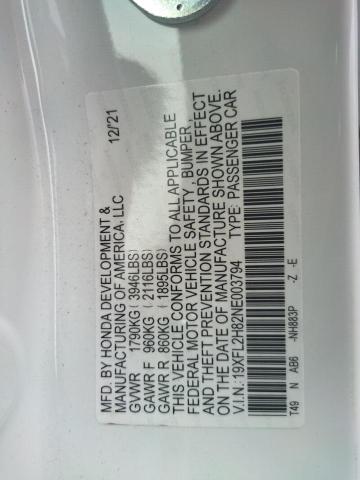 MFD. BY HONDA DEVELOPMENT &
MANUFACTURING OF AMERICA, LLC 12/'21
GVWR 1790KG (3946LBS)
GAWR F 960KG (2116LBS)
GAWR R 860KG (1895LBS)
THIS VEHICLE CONFORMS TO ALL APPLICABLE
FEDERAL MOTOR VEHICLE SAFETY, BUMPER,
AND THEFT PREVENTION STANDARDS IN EFFECT
ON THE DATE OF MANUFACTURE SHOWN ABOVE.
V.I.N.: 19XFL2H82NE003794 TYPE: PASSENGER CAR
T49 N AB6 -NH883P -Z -E